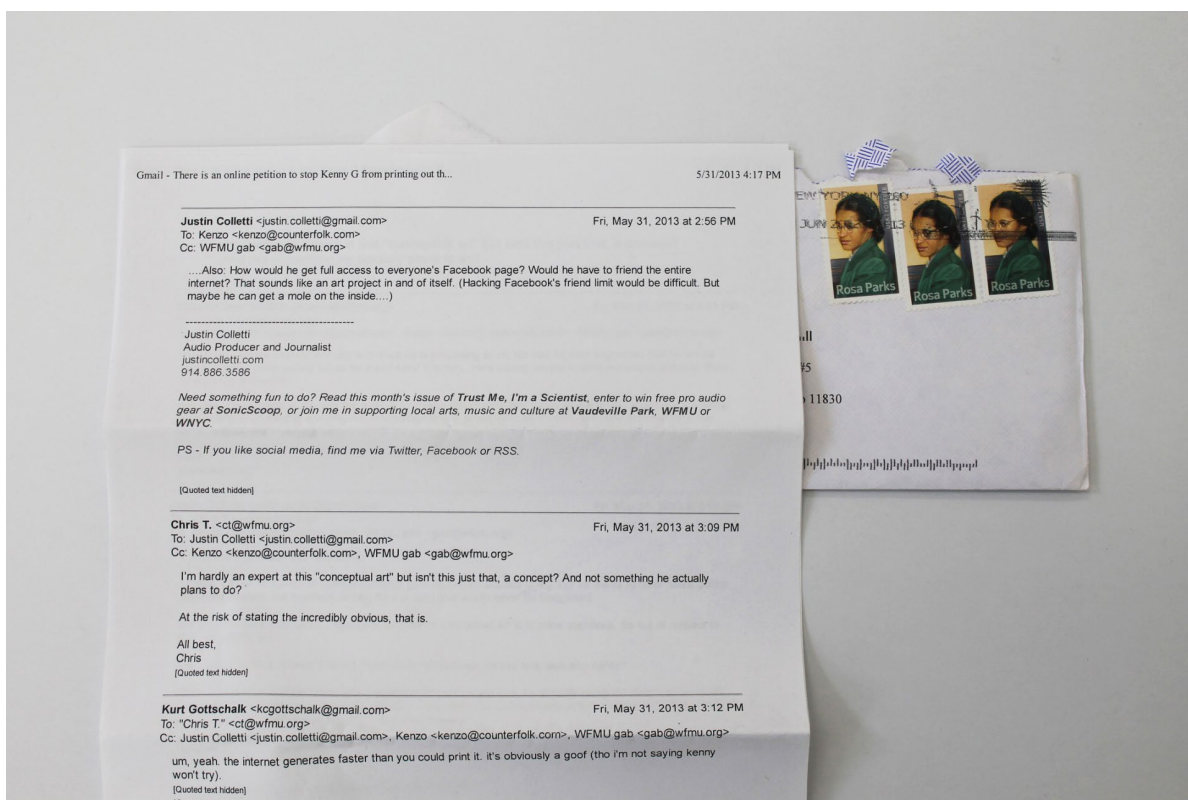 Gmail - There is an online petition to stop Kenny G from printing out th...
5/31/2013 4:17 PM
Justin Colletti <justin.colletti@gmail.com>
Fri, May 31, 2013 at 2:56 PM
To: Kenzo <kenzo@counterfolk.com>
Cc: WFMU gab <gab@wfmu.org>
....Also: How would he get full access to everyone's Facebook page? Would he have to friend the entire
internet? That sounds like an art project in and of itself. (Hacking Facebook's friend limit would be difficult. But
maybe he can get a mole on the inside....)
-------------------------------------------
Justin Colletti
Audio Producer and Journalist
justincolletti.com
914.886.3586
Need something fun to do? Read this month's issue of Trust Me, I'm a Scientist, enter to win free pro audio
gear at SonicScoop, or join me in supporting local arts, music and culture at Vaudeville Park, WFMU or
WNYC.
PS - If you like social media, find me via Twitter, Facebook or RSS.
[Quoted text hidden]
Chris T. <ct@wfmu.org>
Fri, May 31, 2013 at 3:09 PM
To: Justin Colletti <justin.colletti@gmail.com>
Cc: Kenzo <kenzo@counterfolk.com>, WFMU gab <gab@wfmu.org>
I'm hardly an expert at this "conceptual art" but isn't this just that, a concept? And not something he actually
plans to do?
At the risk of stating the incredibly obvious, that is.
All best,
Chris
[Quoted text hidden]
Kurt Gottschalk <kcgottschalk@gmail.com>
Fri, May 31, 2013 at 3:12 PM
To: "Chris T." <ct@wfmu.org>
Cc: Justin Colletti <justin.colletti@gmail.com>, Kenzo <kenzo@counterfolk.com>, WFMU gab <gab@wfmu.org>
um, yeah. the internet generates faster than you could print it. it's obviously a goof (tho i'm not saying kenny
won't try).
[Quoted text hidden]
NEW YORK NY
JUN
Rosa Parks
Rosa Parks
Rosa Parks
#5
11830